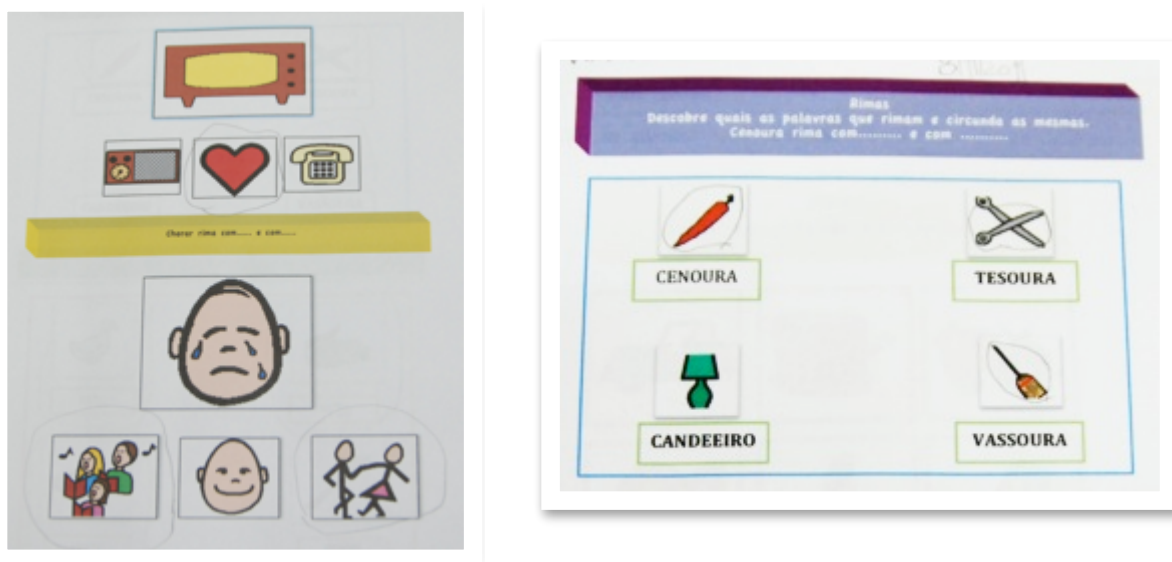 Chorar rima com..... e com.....
Rimas
Descobre quais as palavras que rimam e circunda as mesmas.
Cenoura rima com.......... e com ..........
CENOURA
TESOURA
CANDEEIRO
VASSOURA